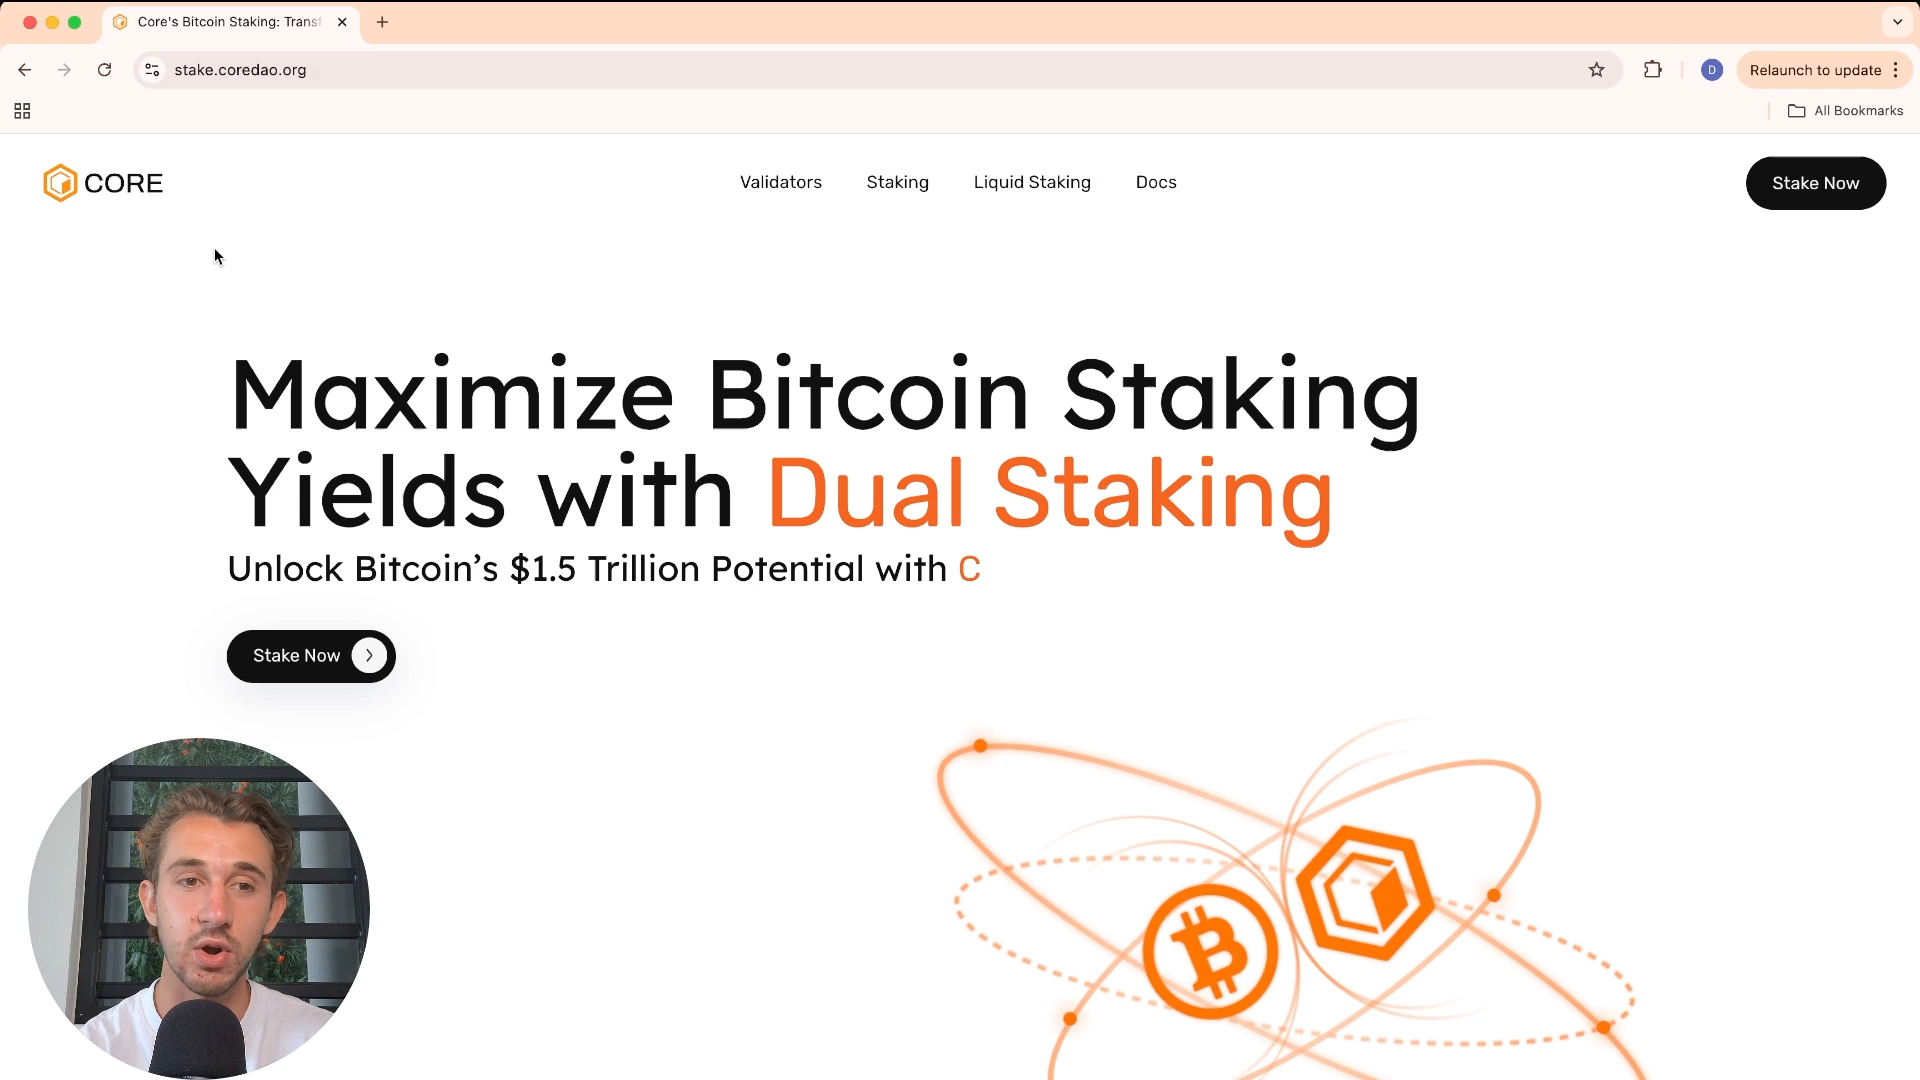 Core's Bitcoin Staking: Transf
stake.coredao.org
D
Relaunch to update
All Bookmarks
CORE
Validators
Staking
Liquid Staking
Docs
Stake Now
Maximize Bitcoin Staking
Yields with Dual Staking
Unlock Bitcoin’s $1.5 Trillion Potential with C
Stake Now